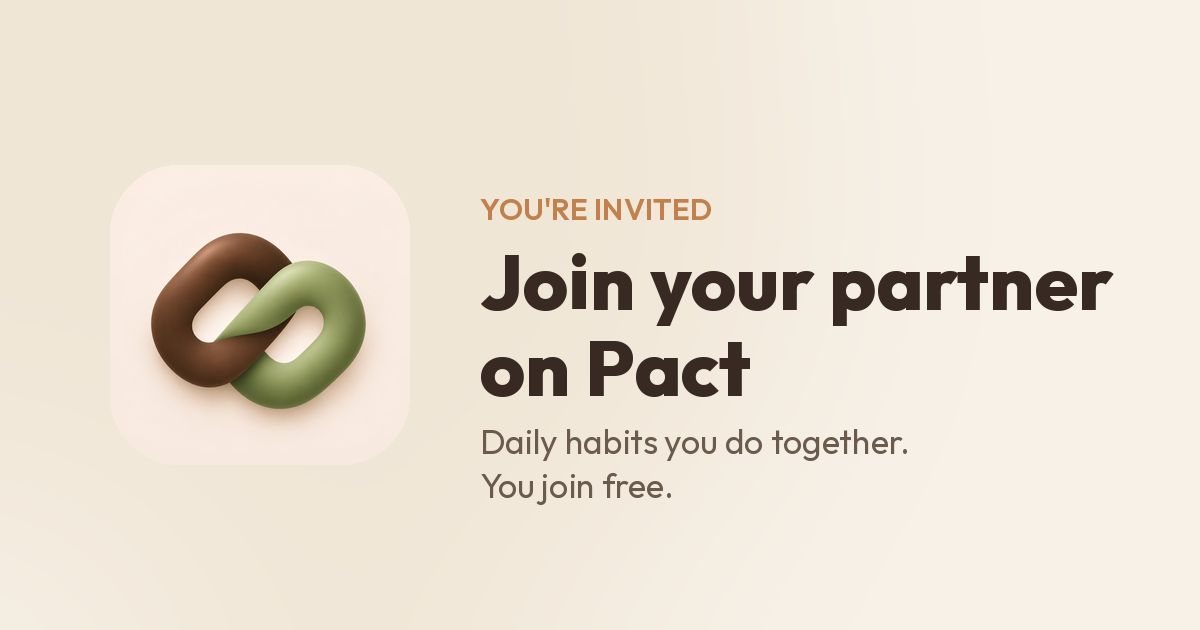 YOU'RE INVITED
Join your partner
on Pact
Daily habits you do together.
You join free.